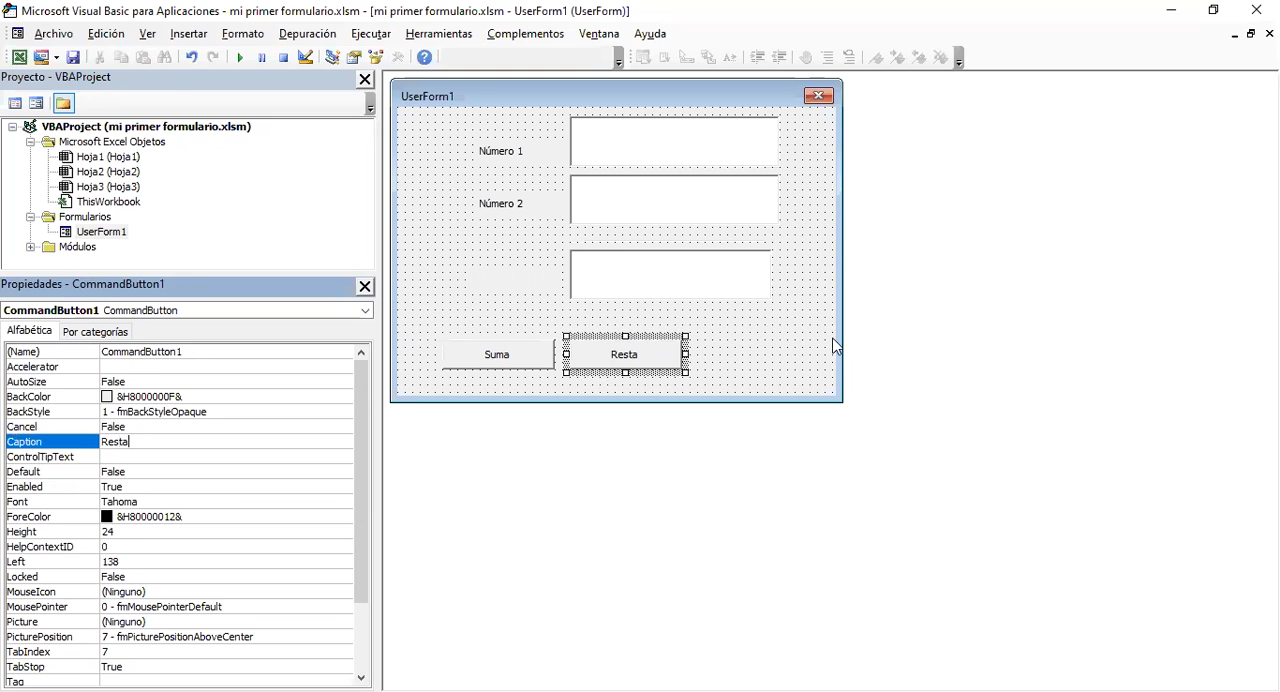 Microsoft Visual Basic para Aplicaciones - mi primer formulario.xlsm - [mi primer formulario.xlsm - UserForm1 (UserForm)]
Archivo Edición Ver Insertar Formato Depuración Ejecutar Herramientas Complementos Ventana Ayuda
Proyecto - VBAProject
VBAProject (mi primer formulario.xlsm)
Microsoft Excel Objetos
Hoja1 (Hoja1)
Hoja2 (Hoja2)
Hoja3 (Hoja3)
ThisWorkbook
Formularios
UserForm1
Módulos
Propiedades - CommandButton1
CommandButton1 CommandButton
Alfabética Por categorías
(Name) CommandButton1
Accelerator
AutoSize False
BackColor &H8000000F&
BackStyle 1 - fmBackStyleOpaque
Cancel False
Caption Resta
ControlTipText
Default False
Enabled True
Font Tahoma
ForeColor &H80000012&
Height 24
HelpContextID 0
Left 138
Locked False
MouseIcon (Ninguno)
MousePointer 0 - fmMousePointerDefault
Picture (Ninguno)
PicturePosition 7 - fmPicturePositionAboveCenter
TabIndex 7
TabStop True
Tag
UserForm1
Número 1
Número 2
Suma Resta